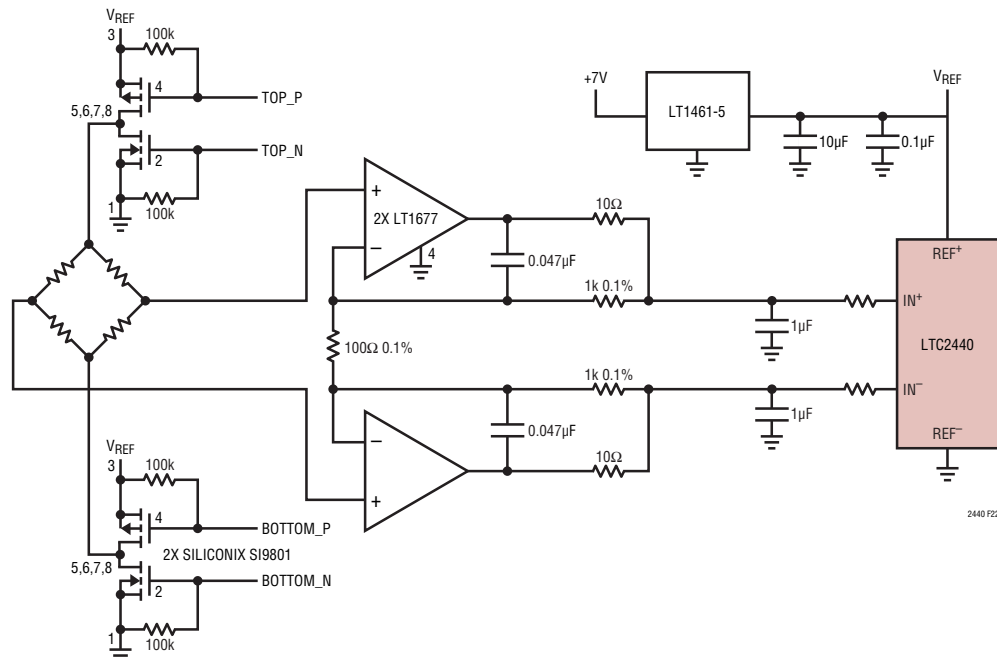 VREF
3
100k
4
TOP_P
5,6,7,8
2
TOP_N
1
100k
+7V
LT1461-5
VREF
10µF
0.1µF
+
2X LT1677
−
4
10Ω
0.047µF
1k 0.1%
REF+
IN+
1µF
LTC2440
100Ω 0.1%
1k 0.1%
IN−
1µF
−
0.047µF
REF−
10Ω
+
VREF
3
100k
4
BOTTOM_P
2X SILICONIX SI9801
5,6,7,8
2
BOTTOM_N
1
100k
2440 F22